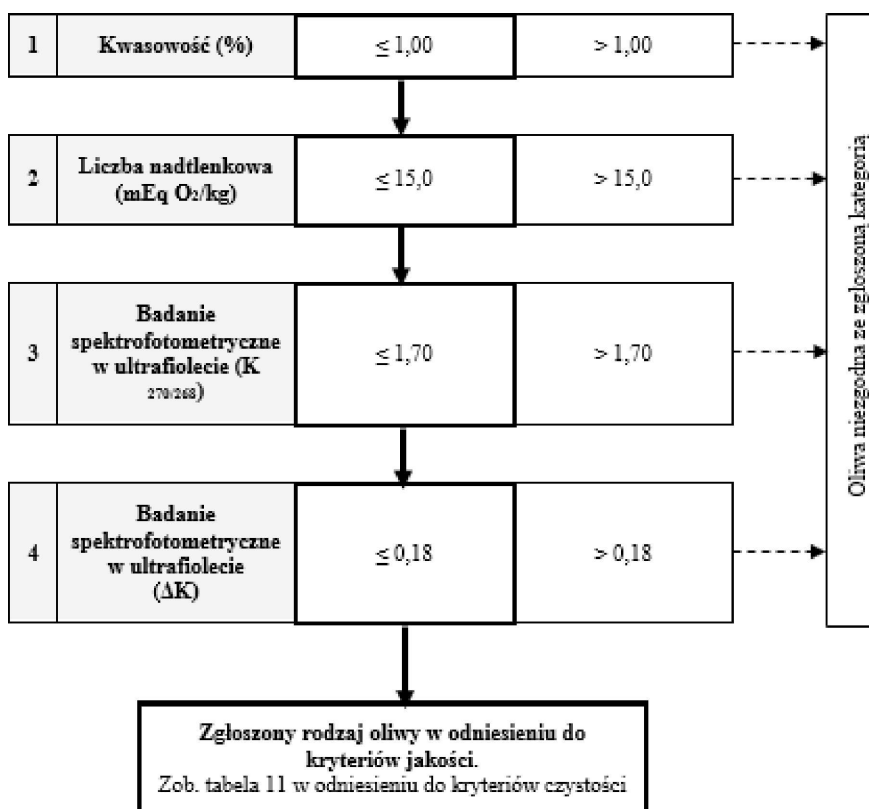 1 Kwasowość (%) ≤ 1,00 > 1,00
2 Liczba nadtlenkowa
(mEq O2/kg) ≤ 15,0 > 15,0
3 Badanie
spektrofotometryczne
w ultrafiolecie (K
270/268) ≤ 1,70 > 1,70
4 Badanie
spektrofotometryczne
w ultrafiolecie
(ΔK) ≤ 0,18 > 0,18
Oliwa niezgodna ze zgłoszoną kategorią
Zgłoszony rodzaj oliwy w odniesieniu do
kryteriów jakości.
Zob. tabela 11 w odniesieniu do kryteriów czystości